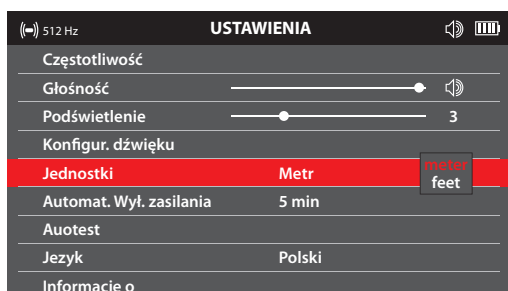 512 Hz USTAWIENIA
Częstotliwość
Głośność
Podświetlenie 3
Konfigur. dźwięku
Jednostki Metr meter
feet
Automat. Wył. zasilania 5 min
Auotest
Jezyk Polski
Informacje o